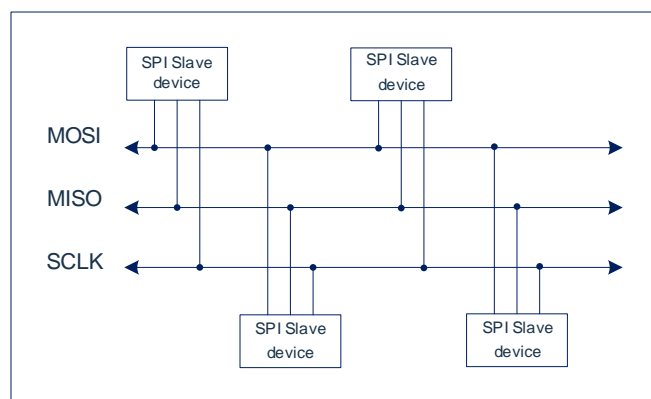 SPI Slave
device
SPI Slave
device
MOSI
MISO
SCLK
SPI Slave
device
SPI Slave
device